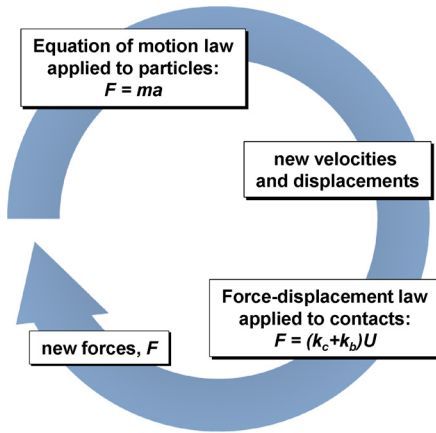 Equation of motion law
applied to particles:
F = ma
new velocities
and displacements
Force-displacement law
applied to contacts:
F = (kc+kb)U
new forces, F